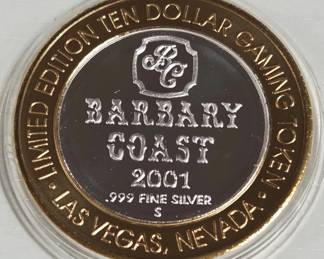 LIMITED EDITION TEN DOLLAR GAMING TOKEN
BC
BARBARY
COAST
2001
.999 FINE SILVER
S
• LAS VEGAS, NEVADA •